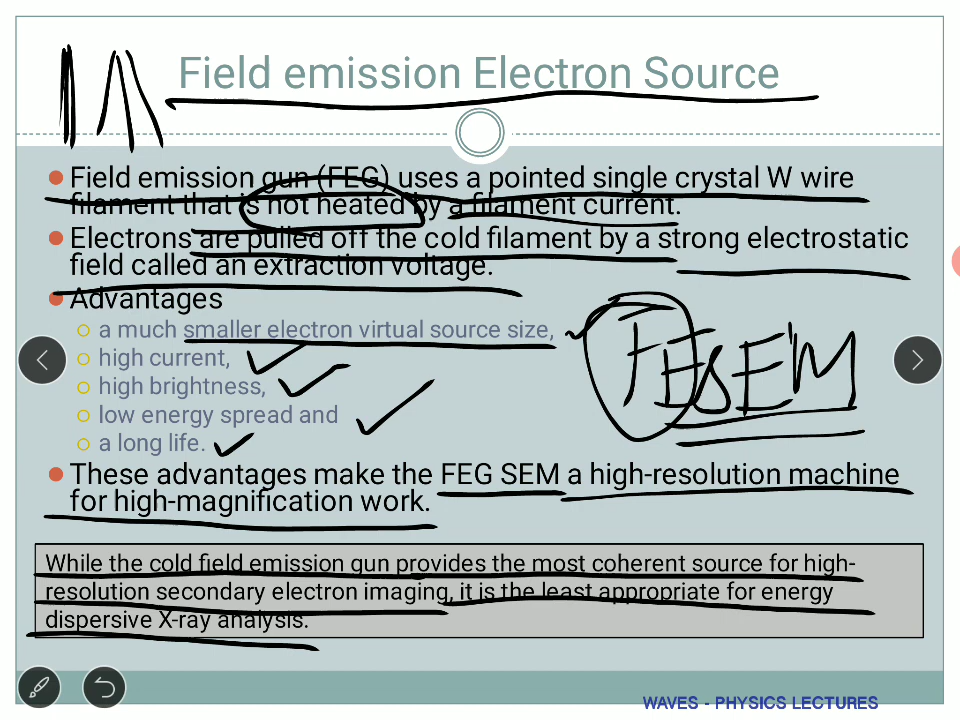 Field emission Electron Source
Field emission gun (FEG) uses a pointed single crystal W wire
filament that is not heated by a filament current.
Electrons are pulled off the cold filament by a strong electrostatic
field called an extraction voltage.
Advantages
a much smaller electron virtual source size,
high current,
high brightness,
low energy spread and
a long life.
FESEM
These advantages make the FEG SEM a high-resolution machine
for high-magnification work.
While the cold field emission gun provides the most coherent source for high-
resolution secondary electron imaging, it is the least appropriate for energy
dispersive X-ray analysis.
WAVES - PHYSICS LECTURES